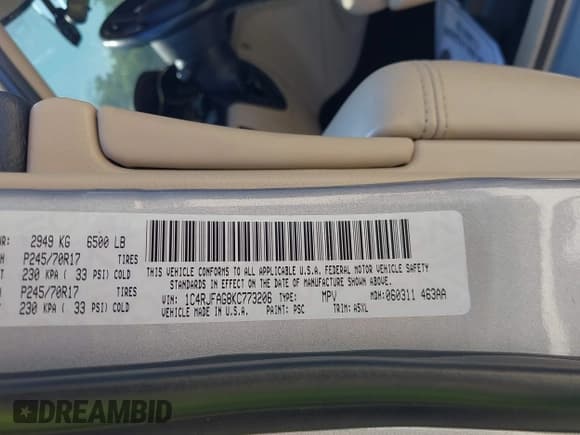 2949 KG 6500 LB
P245/70R17 TIRES
230 KPA ( 33 PSI) COLD
P245/70R17 TIRES
230 KPA ( 33 PSI) COLD
THIS VEHICLE CONFORMS TO ALL APPLICABLE U.S.A. FEDERAL MOTOR VEHICLE SAFETY
STANDARDS IN EFFECT ON THE DATE OF MANUFACTURE SHOWN ABOVE.
1C4RJFAG8KC773206 TYPE: MPV MDH:060311 463AA
VEHICLE MADE IN U.S.A. PAINT: PSC TRIM: A5XL
DREAMBID